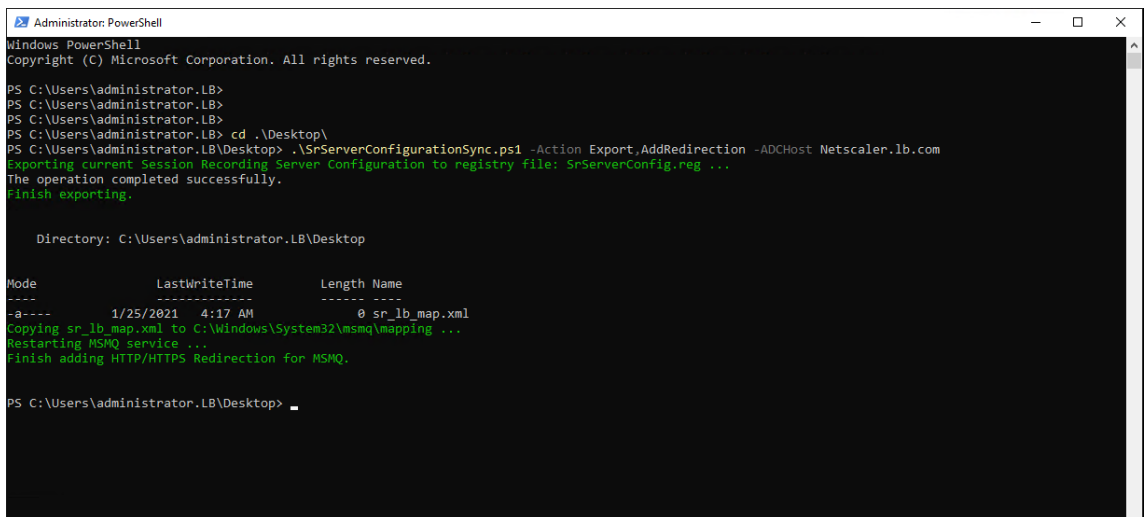 Administrator: PowerShell
Windows PowerShell
Copyright (C) Microsoft Corporation. All rights reserved.
PS C:\Users\administrator.LB>
PS C:\Users\administrator.LB>
PS C:\Users\administrator.LB>
PS C:\Users\administrator.LB> cd .\Desktop\
PS C:\Users\administrator.LB\Desktop> .\SrServerConfigurationSync.ps1 -Action Export,AddRedirection -ADCHost Netscaler.lb.com
Exporting current Session Recording Server Configuration to registry file: SrServerConfig.reg ...
The operation completed successfully.
Finish exporting.
Directory: C:\Users\administrator.LB\Desktop
Mode LastWriteTime Length Name
---- ------------- ------ ----
-a---- 1/25/2021 4:17 AM 0 sr_lb_map.xml
Copying sr_lb_map.xml to C:\Windows\System32\msmq\mapping ...
Restarting MSMQ service ...
Finish adding HTTP/HTTPS Redirection for MSMQ.
PS C:\Users\administrator.LB\Desktop>